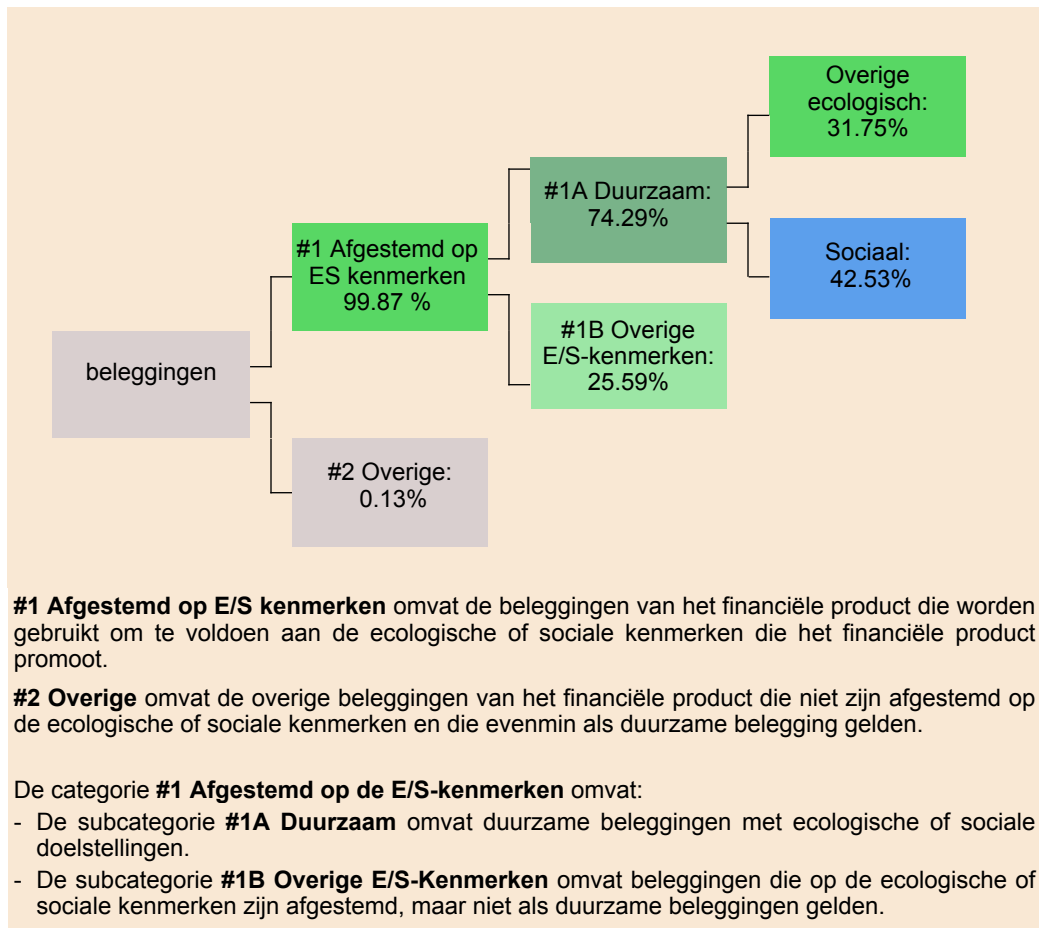 Overige
ecologisch:
31.75%
#1A Duurzaam:
74.29%
#1 Afgestemd op
ES kenmerken
99.87 %
Sociaal:
42.53%
#1B Overige
E/S-kenmerken:
25.59%
beleggingen
#2 Overige:
0.13%
#1 Afgestemd op E/S kenmerken omvat de beleggingen van het financiële product die worden
gebruikt om te voldoen aan de ecologische of sociale kenmerken die het financiële product
promoot.
#2 Overige omvat de overige beleggingen van het financiële product die niet zijn afgestemd op
de ecologische of sociale kenmerken en die evenmin als duurzame belegging gelden.
De categorie #1 Afgestemd op de E/S-kenmerken omvat:
- De subcategorie #1A Duurzaam omvat duurzame beleggingen met ecologische of sociale
doelstellingen.
- De subcategorie #1B Overige E/S-Kenmerken omvat beleggingen die op de ecologische of
sociale kenmerken zijn afgestemd, maar niet als duurzame beleggingen gelden.